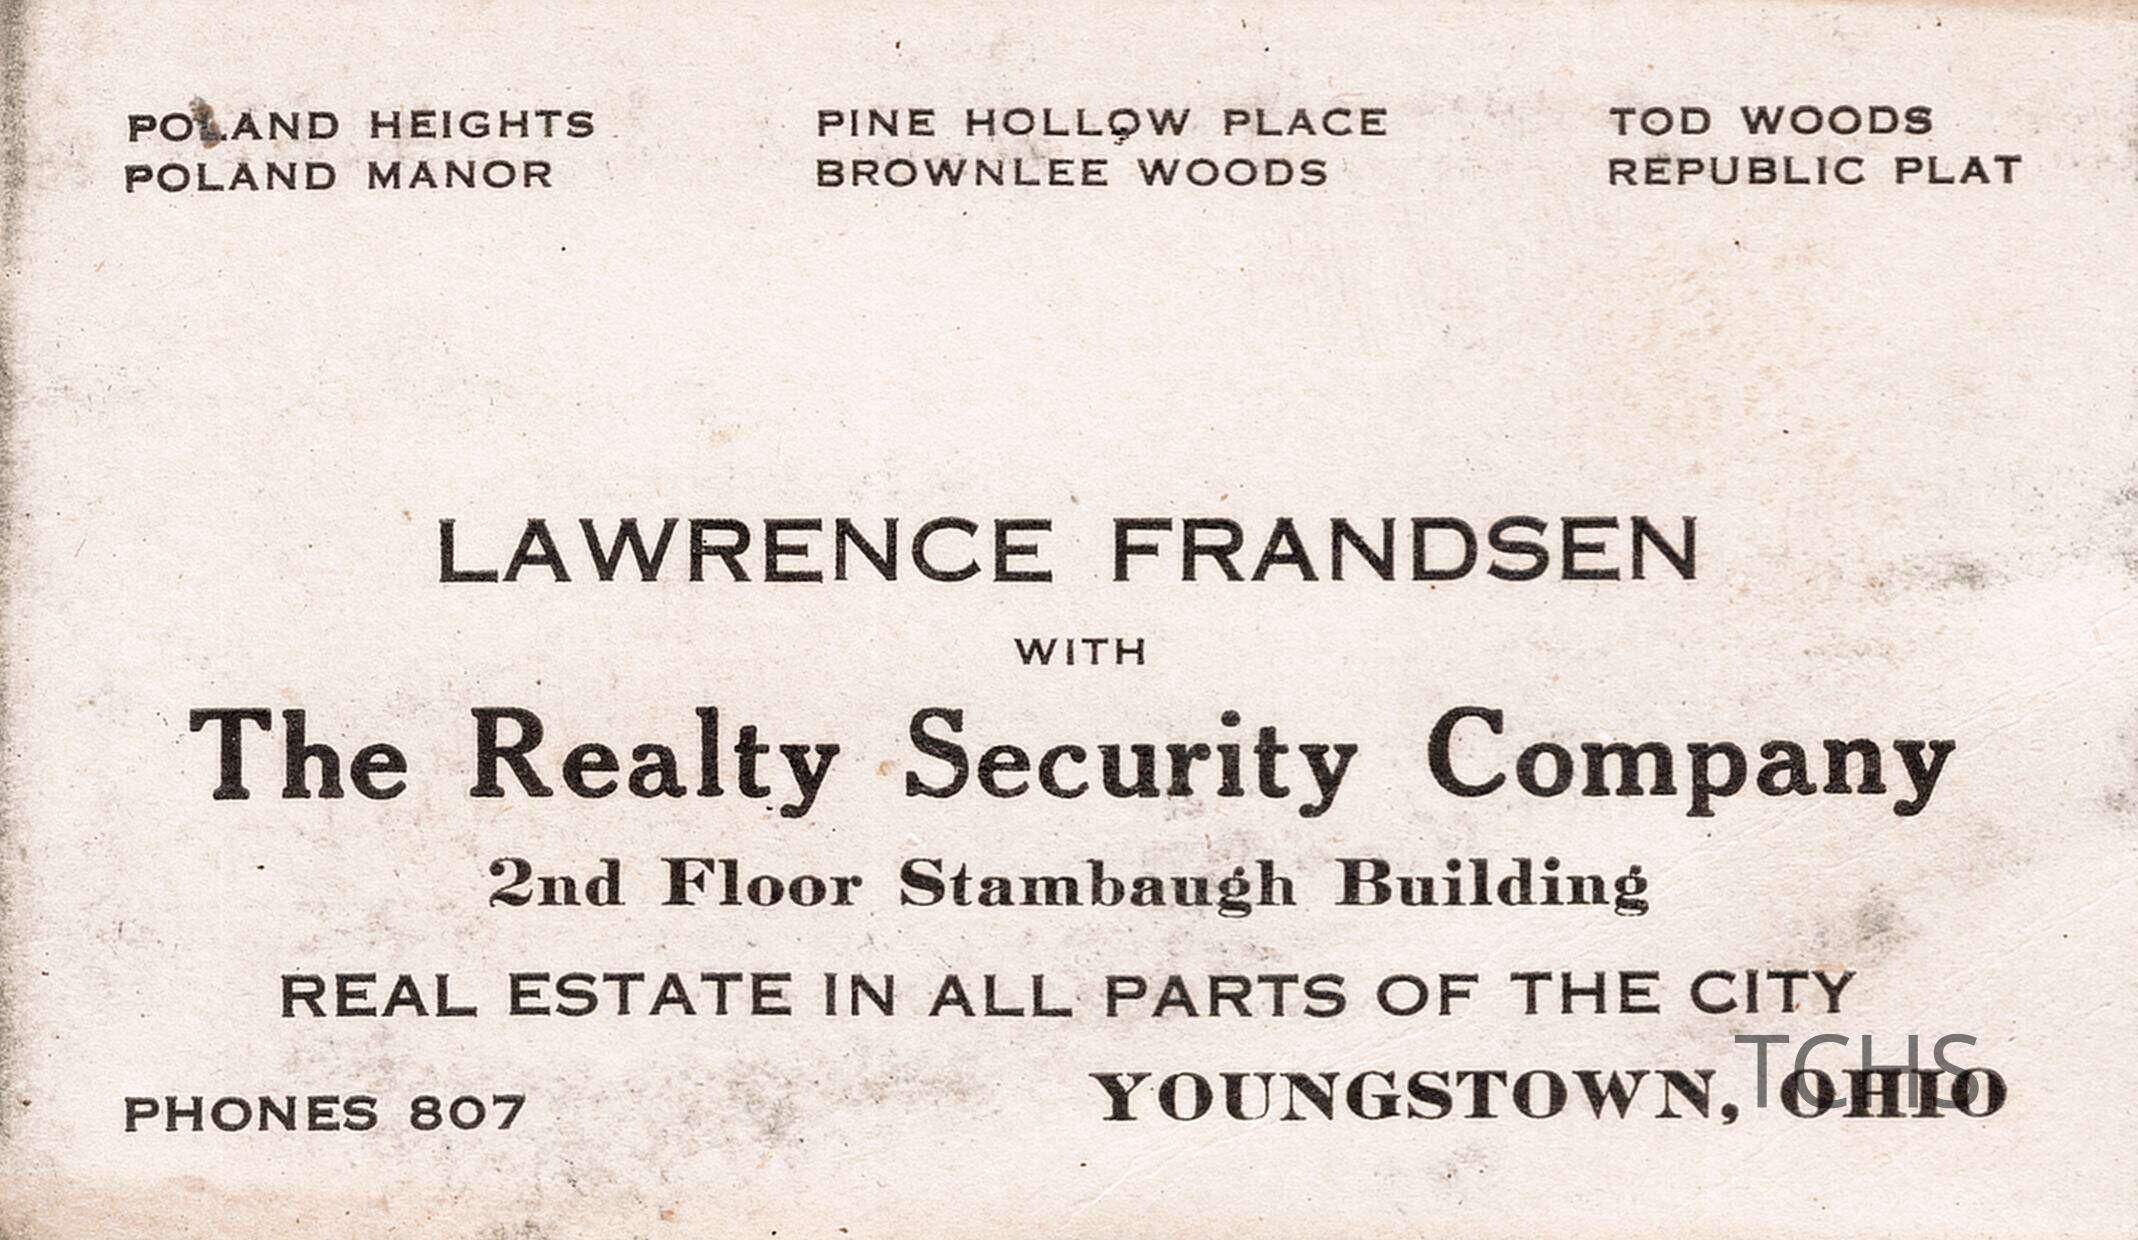 POLAND HEIGHTS PINE HOLLOW PLACE TOD WOODS
POLAND MANOR BROWNLEE WOODS REPUBLIC PLAT
LAWRENCE FRANDSEN
WITH
The Realty Security Company
2nd Floor Stambaugh Building
REAL ESTATE IN ALL PARTS OF THE CITY
TCHS
PHONES 807 YOUNGSTOWN, OHIO